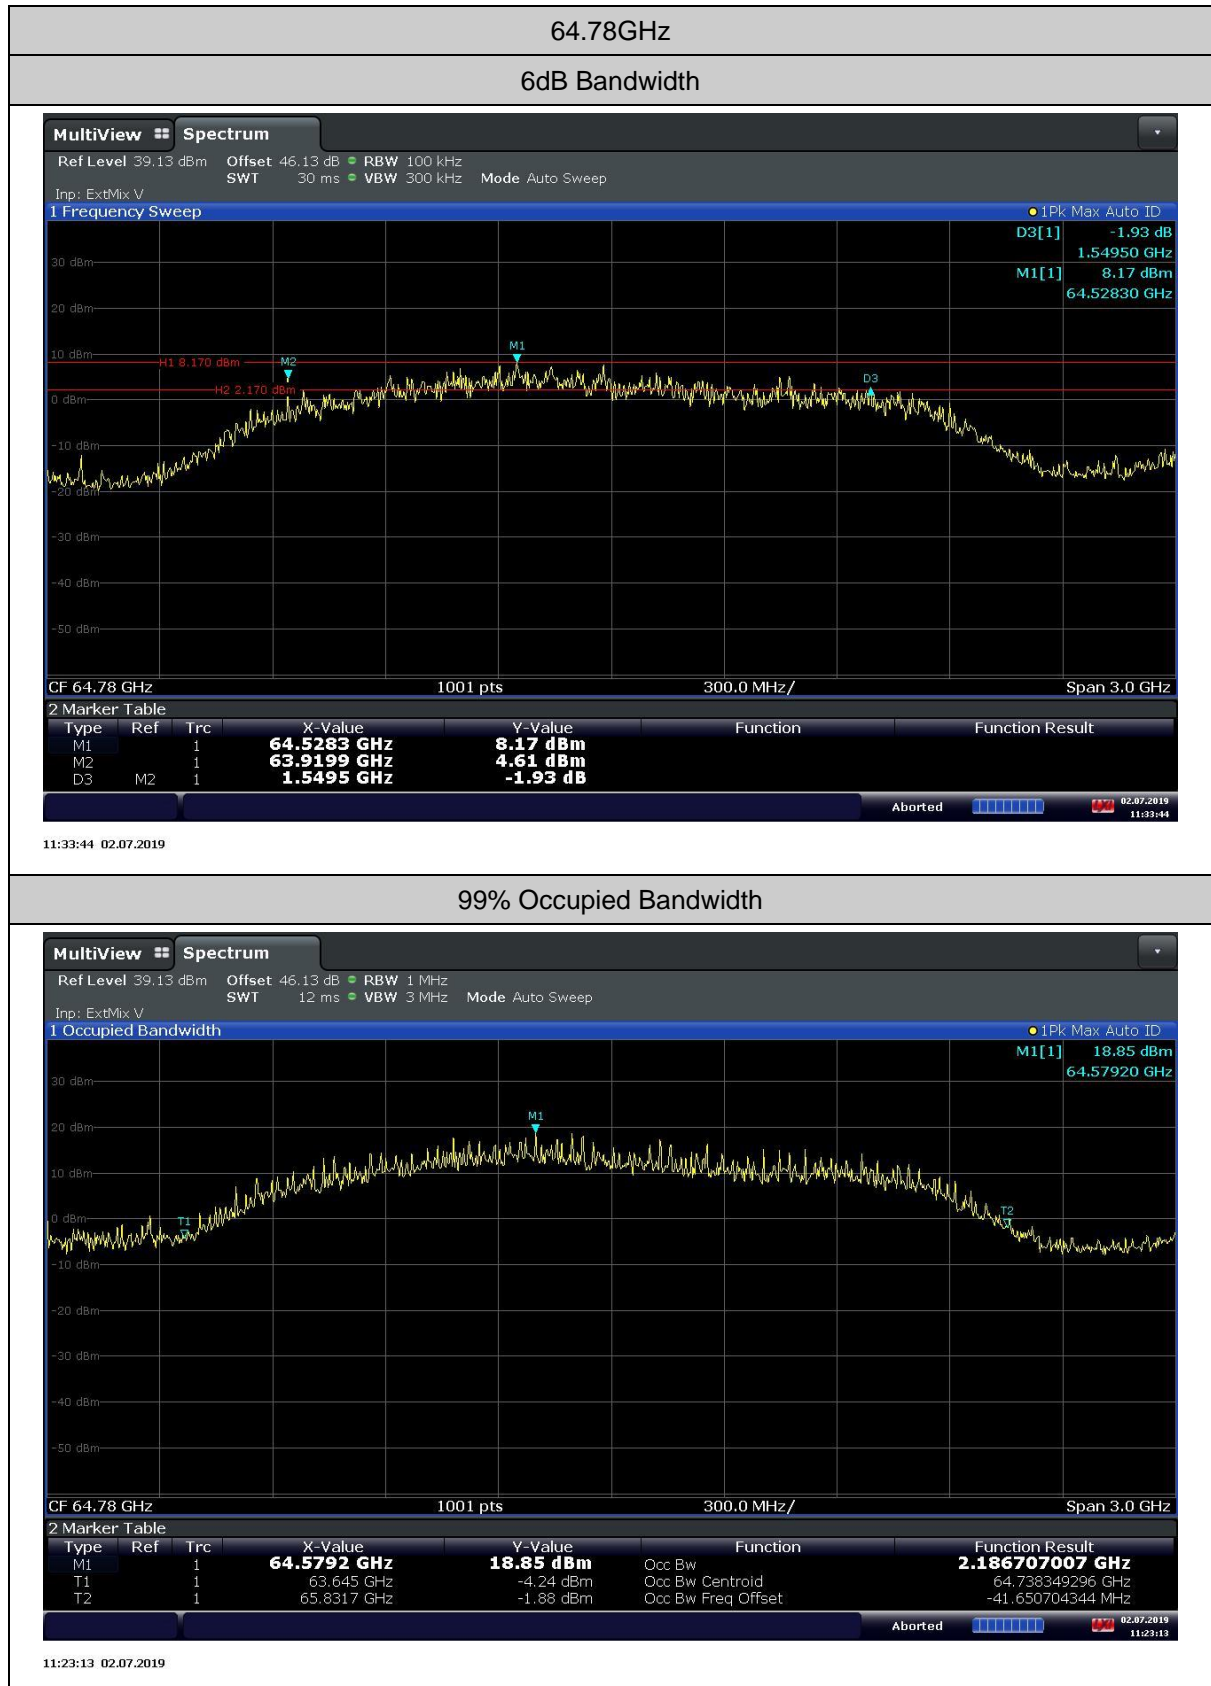 64.78GHz
6dB Bandwidth
MultiView Spectrum
Ref Level 39.13 dBm Offset 46.13 dB RBW 100 kHz
SWT 30 ms VBW 300 kHz Mode Auto Sweep
Inp: ExtMix V
1 Frequency Sweep 1Pk Max Auto ID
D3[1] -1.93 dB
1.54950 GHz
M1[1] 8.17 dBm
64.52830 GHz
30 dBm
20 dBm
M1
10 dBm
H1 8.170 dBm M2
D3
H2 2.170 dBm
0 dBm
-10 dBm
-20 dBm
-30 dBm
-40 dBm
-50 dBm
CF 64.78 GHz 1001 pts 300.0 MHz/ Span 3.0 GHz
2 Marker Table
Type Ref Trc X-Value Y-Value Function Function Result
M1 1 64.5283 GHz 8.17 dBm
M2 1 63.9199 GHz 4.61 dBm
D3 M2 1 1.5495 GHz -1.93 dB
Aborted 02.07.2019
11:33:44
11:33:44 02.07.2019
99% Occupied Bandwidth
MultiView Spectrum
Ref Level 39.13 dBm Offset 46.13 dB RBW 1 MHz
SWT 12 ms VBW 3 MHz Mode Auto Sweep
Inp: ExtMix V
1 Occupied Bandwidth 1Pk Max Auto ID
M1[1] 18.85 dBm
64.57920 GHz
30 dBm
M1
20 dBm
10 dBm
T2
0 dBm T1
-10 dBm
-20 dBm
-30 dBm
-40 dBm
-50 dBm
CF 64.78 GHz 1001 pts 300.0 MHz/ Span 3.0 GHz
2 Marker Table
Type Ref Trc X-Value Y-Value Function Function Result
M1 1 64.5792 GHz 18.85 dBm Occ Bw 2.186707007 GHz
T1 1 63.645 GHz -4.24 dBm Occ Bw Centroid 64.738349296 GHz
T2 1 65.8317 GHz -1.88 dBm Occ Bw Freq Offset -41.650704344 MHz
Aborted 02.07.2019
11:23:13
11:23:13 02.07.2019